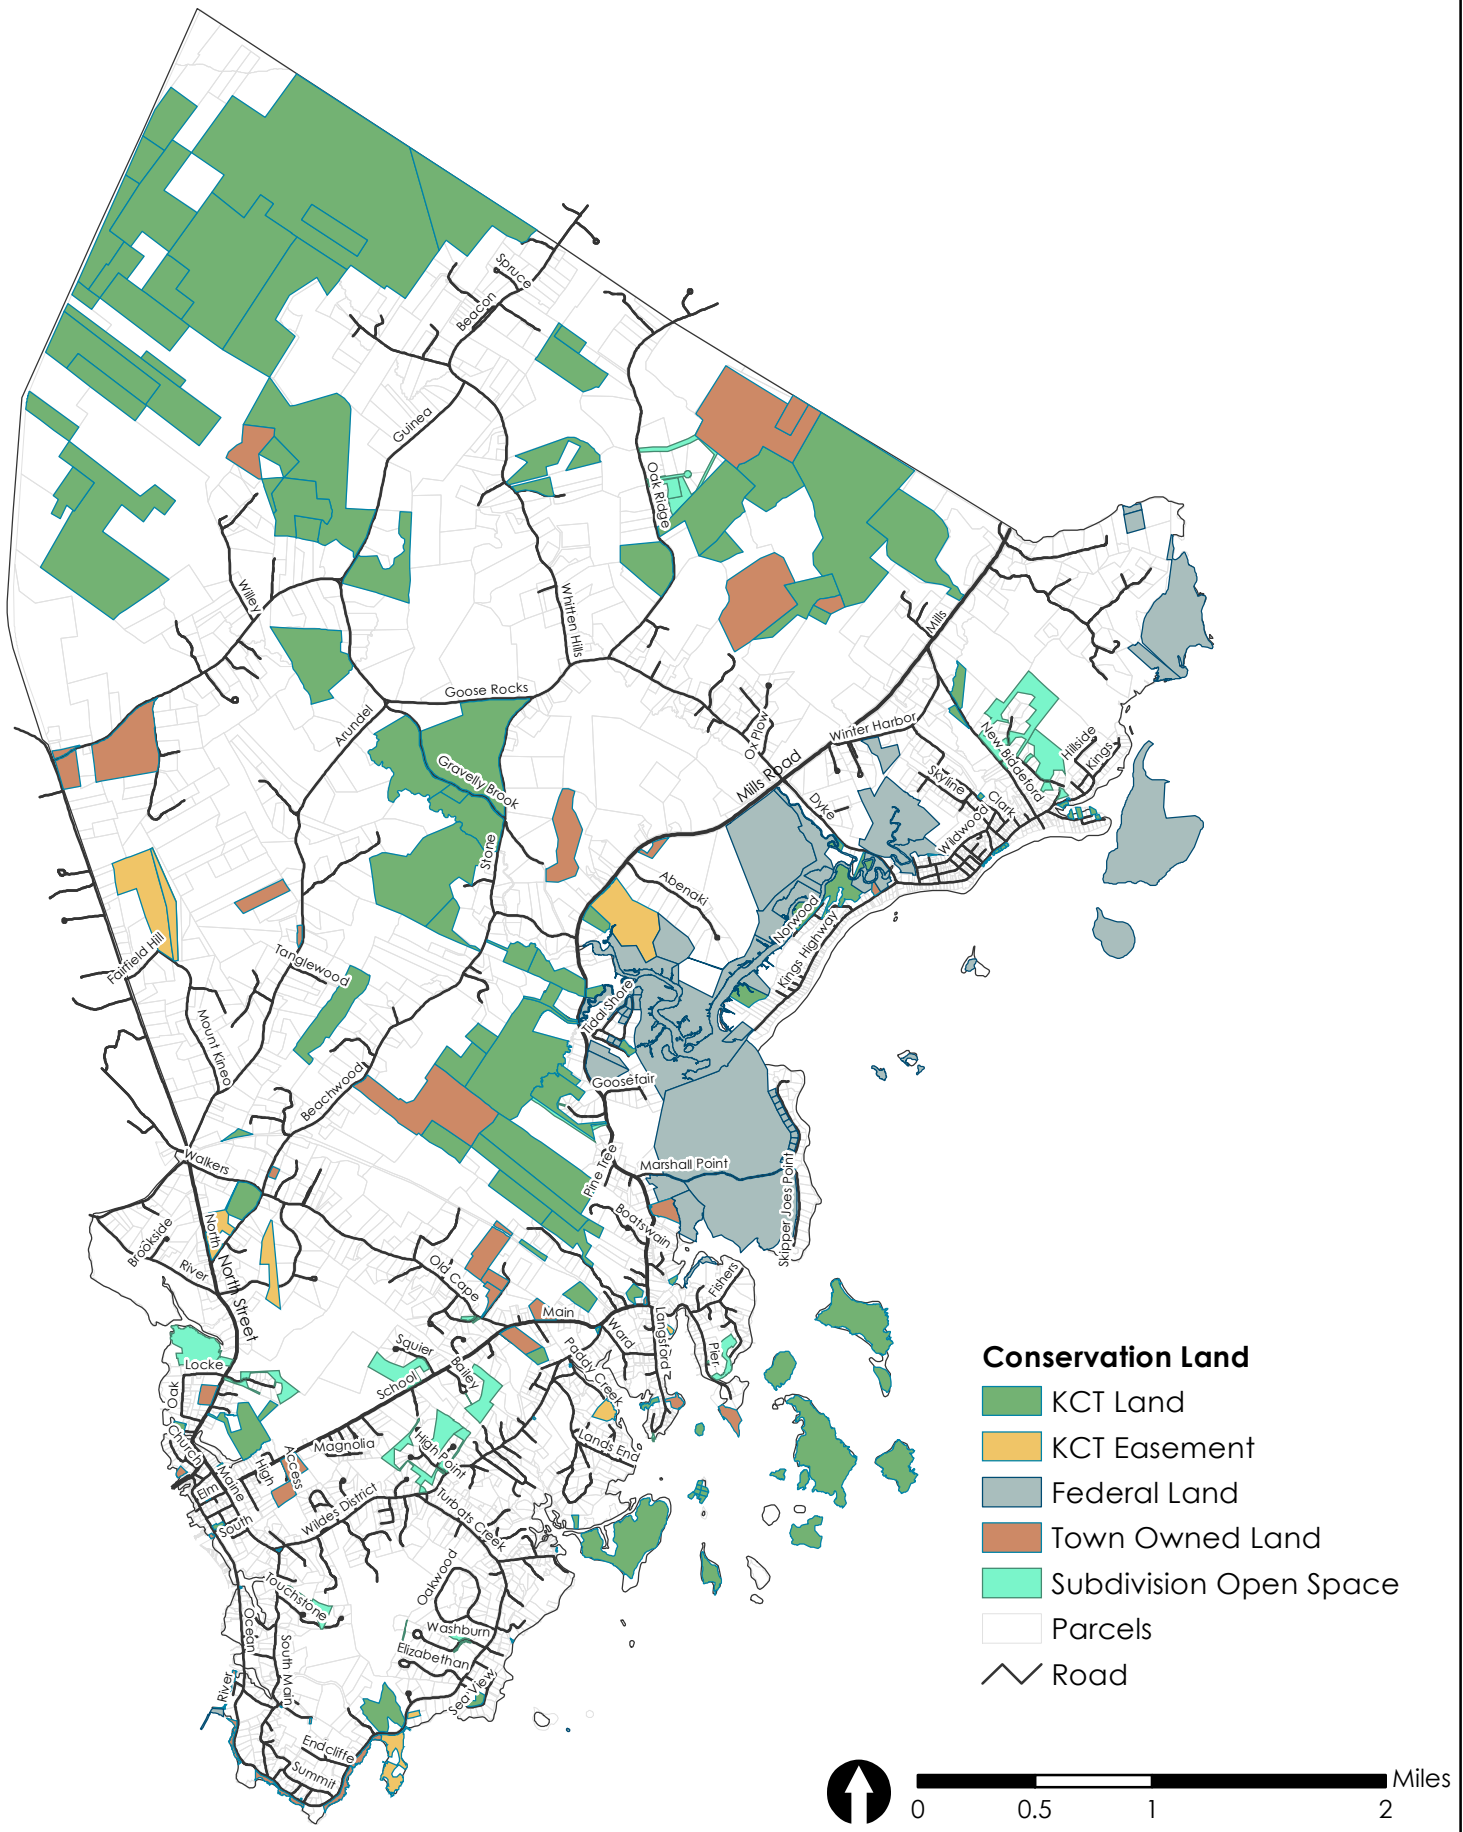 Spruce
Beacon
Guinea
Oak Ridge
Willey
Whitten Hills
Mills
Goose Rocks
Arundel
Ox Plow
Winter Harbor
New Biddeford
Hillside
Kings
Gravelly Brook
Mills Road
Skyline
Clark
Dyke
Wildwood
Stone
Abenaki
Norwood
Kings Highway
Fairfield Hill
Tanglewood
Tidal Shore
Mount Kineo
Beachwood
Goosefair
Walkers
Pine Tree
Marshall Point
Skipper Joes Point
Brookside
North
Boatswain
River
North Street
Old Cape
Fishers
Main
Ward
Langsford
Pier
Locke
Squier
Bailey
Paddy Creek
School
Oak
Church
Magnolia
High Point
Lands End
Access
High
Maine
Elm
South
Wildes District
Turbats Creek
Oakwood
Touchstone
Ocean
Washburn
South Main
Elizabethan
Sea View
River
Endcliffe
Summit
Conservation Land
KCT Land
KCT Easement
Federal Land
Town Owned Land
Subdivision Open Space
Parcels
Road
Miles
0 0.5 1 2